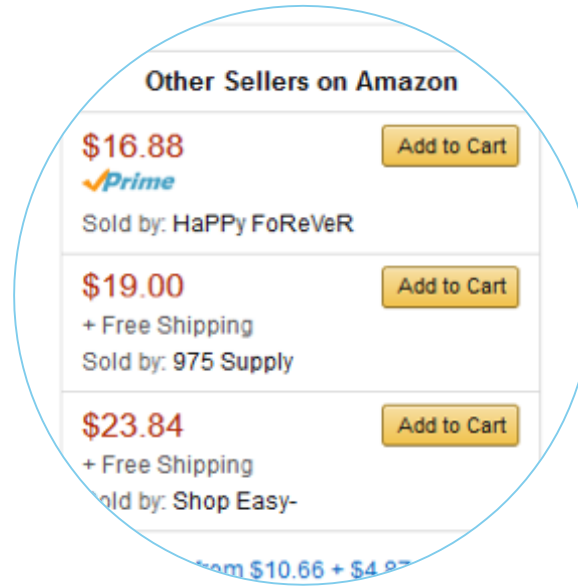 Other Sellers on Amazon
$16.88
Add to Cart
Prime
Sold by: HaPPy FoReVeR
$19.00
Add to Cart
+ Free Shipping
Sold by: 975 Supply
$23.84
Add to Cart
+ Free Shipping
Sold by: Shop Easy-
from $10.66 +